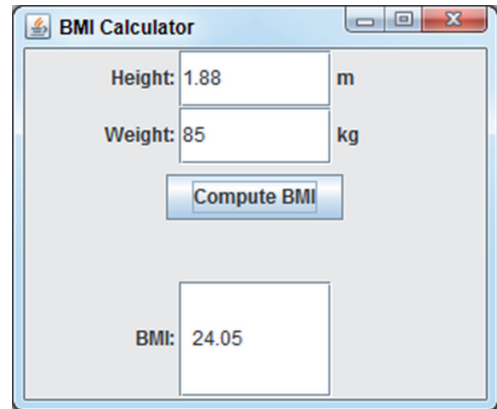 BMI Calculator
Height: 1.88 m
Weight: 85 kg
Compute BMI
BMI: 24.05